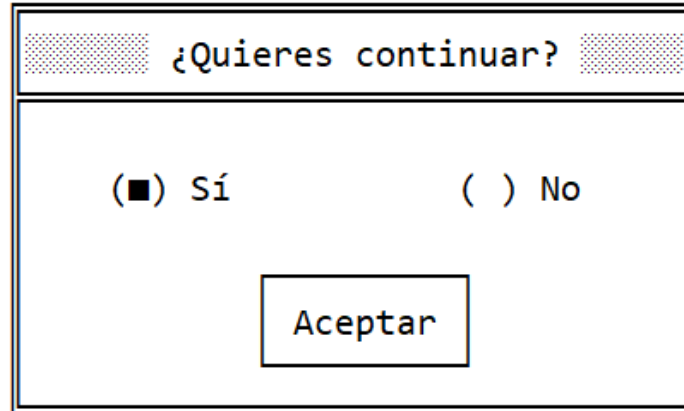 ¿Quieres continuar?
(■) Sí ( ) No
Aceptar